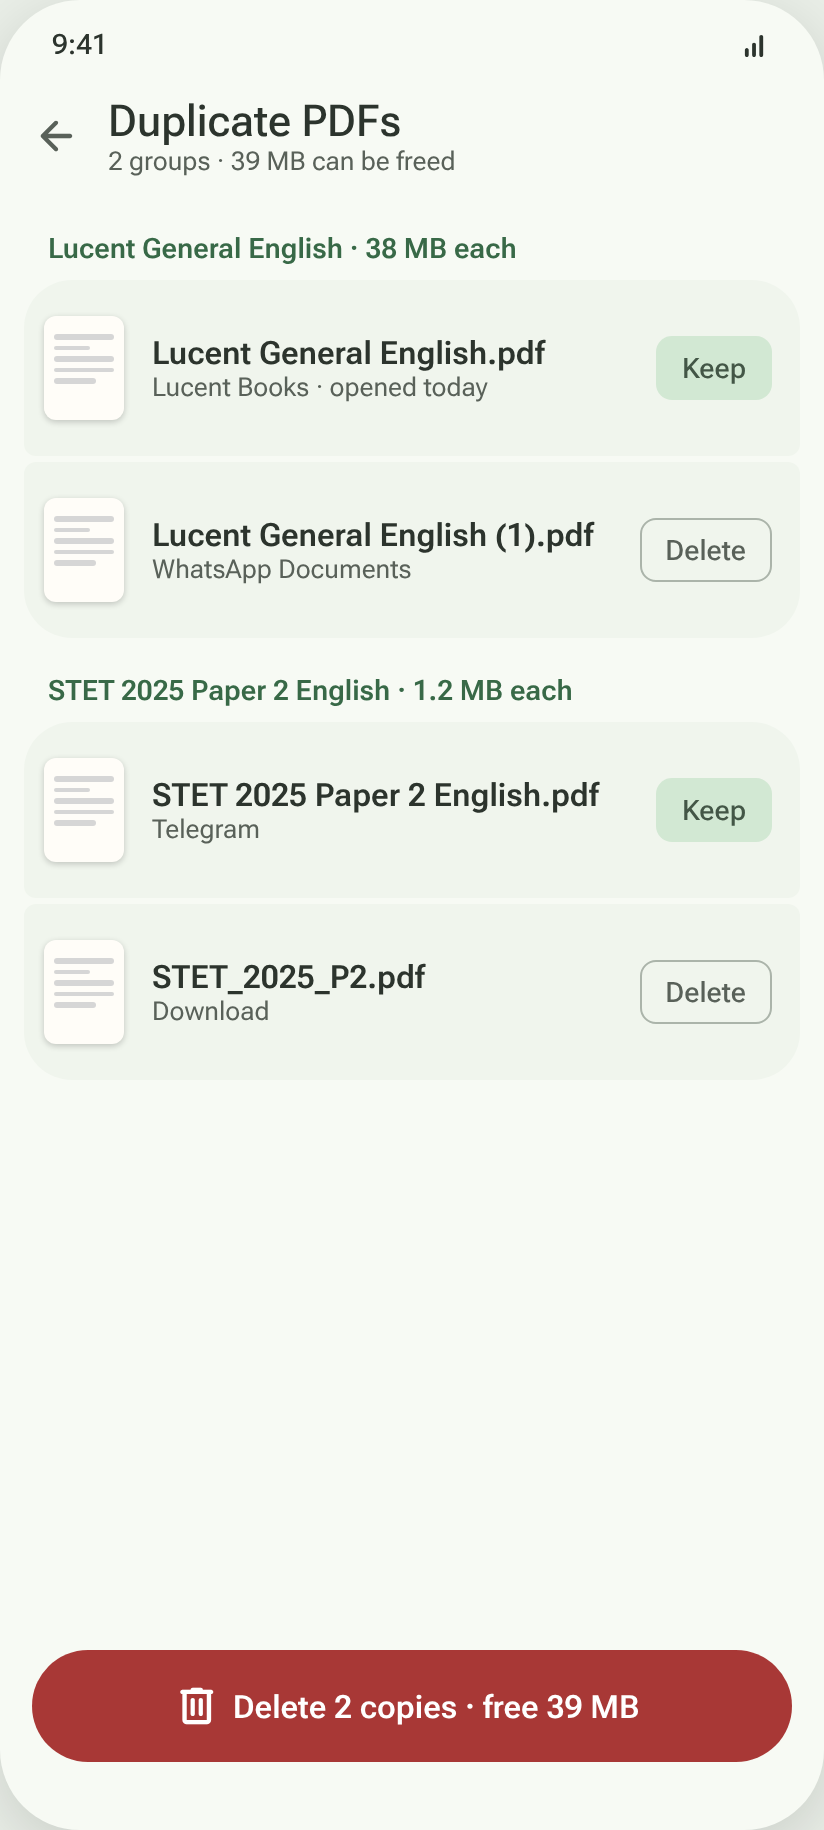 9:41
Duplicate PDFs
2 groups · 39 MB can be freed
Lucent General English · 38 MB each
Lucent General English.pdf
Lucent Books · opened today
Keep
Lucent General English (1).pdf
WhatsApp Documents
Delete
STET 2025 Paper 2 English · 1.2 MB each
STET 2025 Paper 2 English.pdf
Telegram
Keep
STET_2025_P2.pdf
Download
Delete
Delete 2 copies · free 39 MB